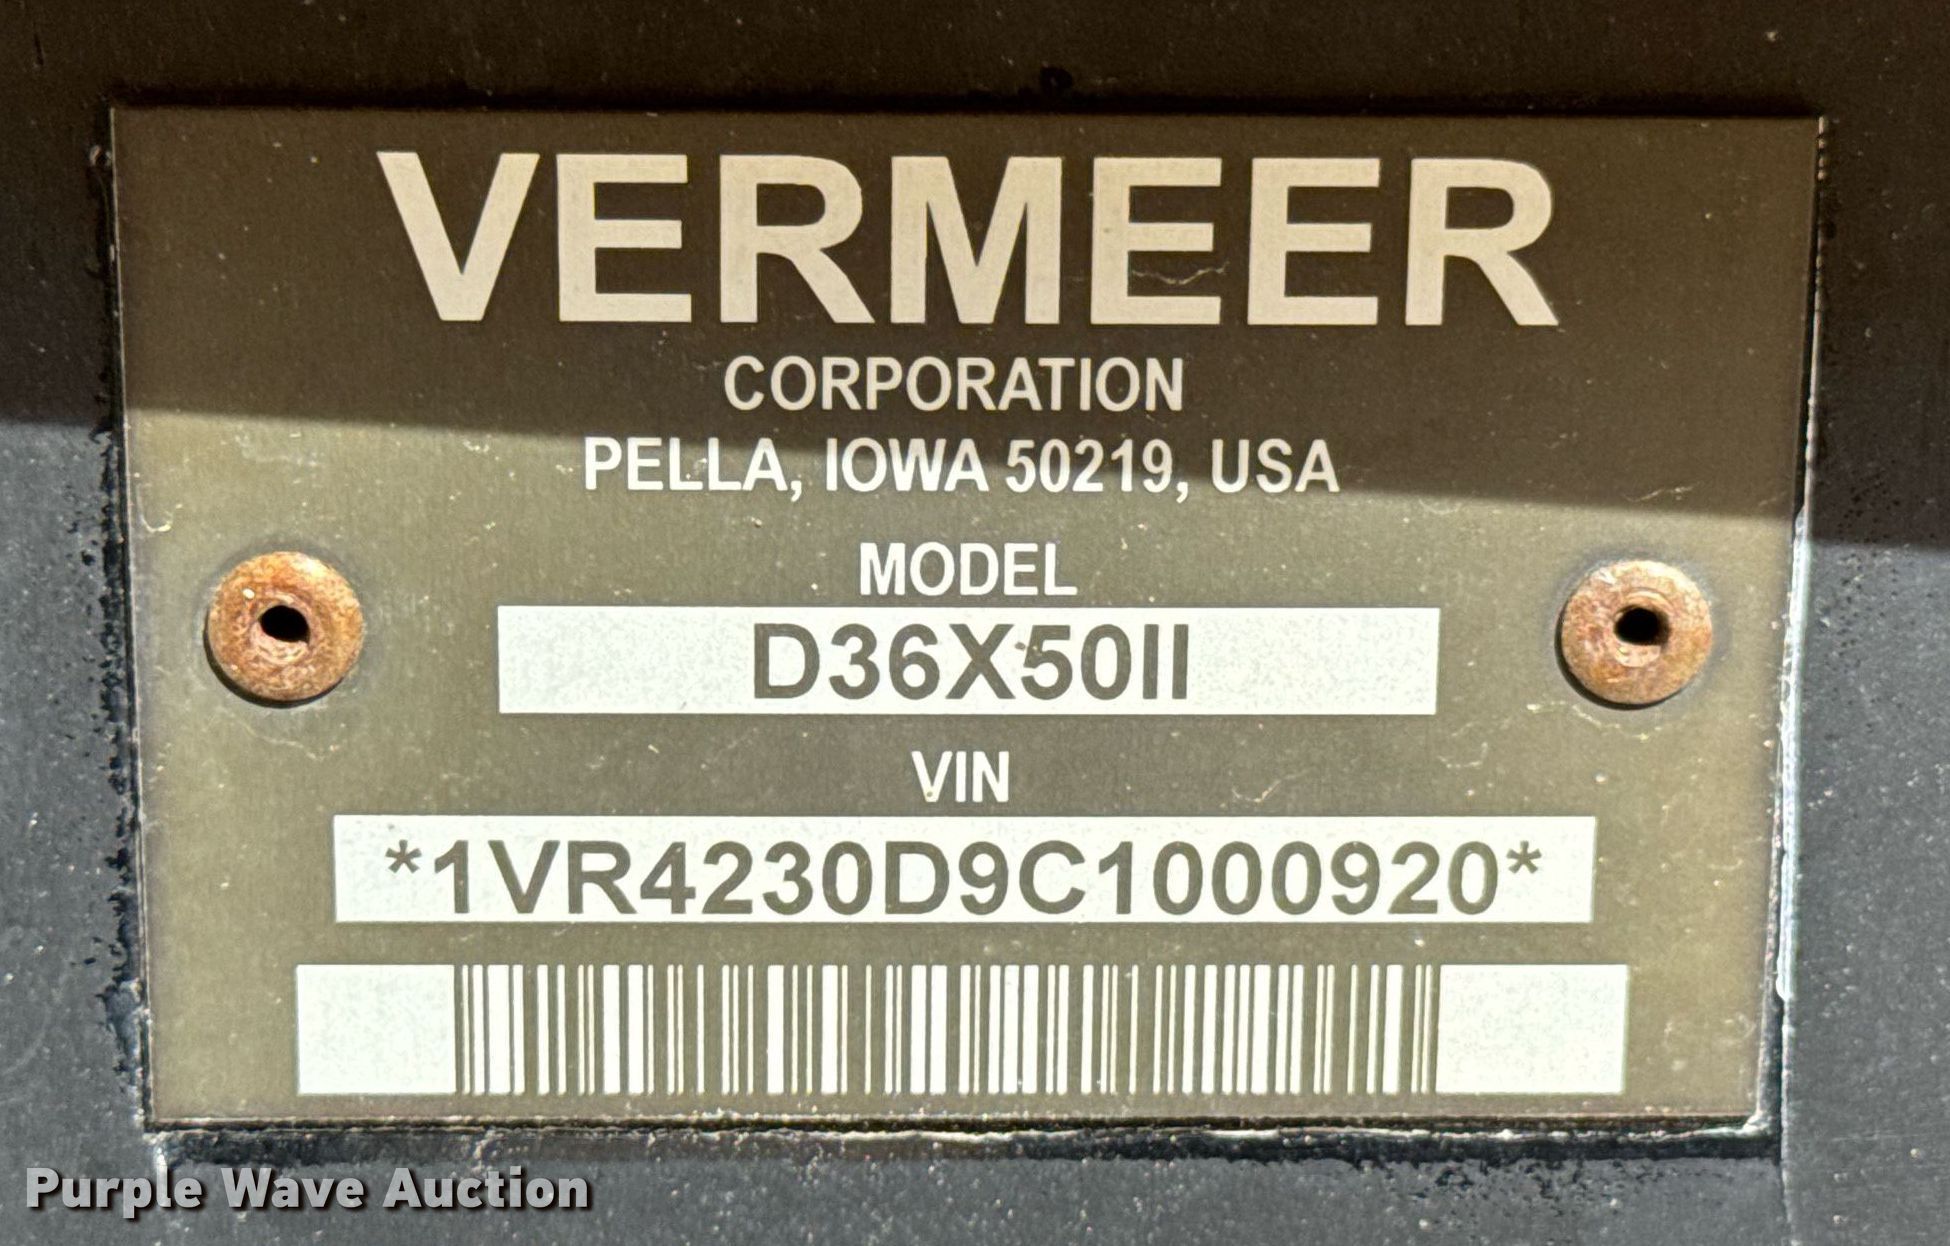 VERMEER
CORPORATION
PELLA, IOWA 50219, USA
MODEL
D36X50II
VIN
*1VR4230D9C1000920*
Purple Wave Auction